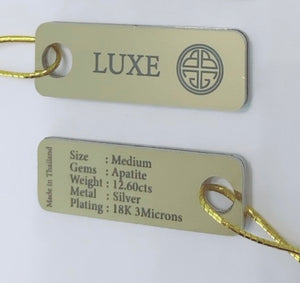 LUXE
Made in Thailand
Size : Medium
Gems : Apatite
Weight : 12.60cts
Metal : Silver
Plating : 18K 3Microns